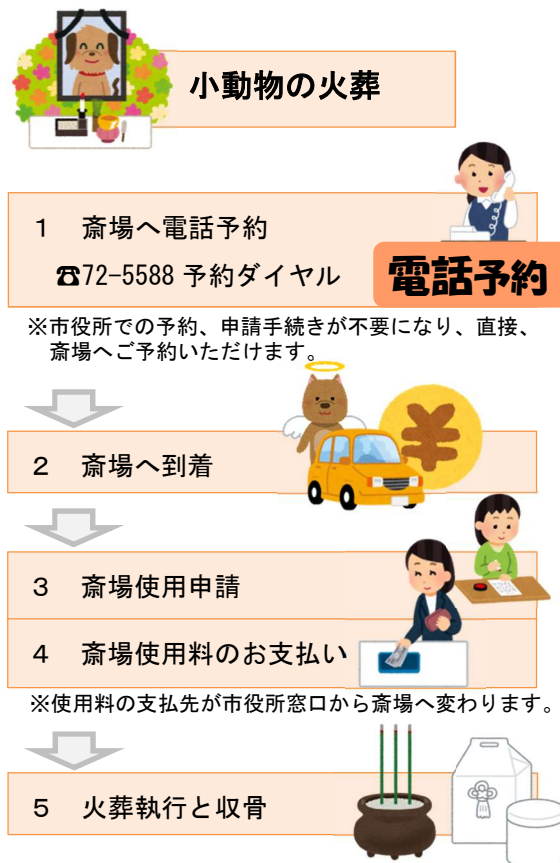 小動物の火葬
1 斎場へ電話予約
☎72-5588 予約ダイヤル
電話予約
※市役所での予約、申請手続きが不要になり、直接、
斎場へご予約いただけます。
¥
2 斎場へ到着
3 斎場使用申請
4 斎場使用料のお支払い
※使用料の支払先が市役所窓口から斎場へ変わります。
5 火葬執行と収骨